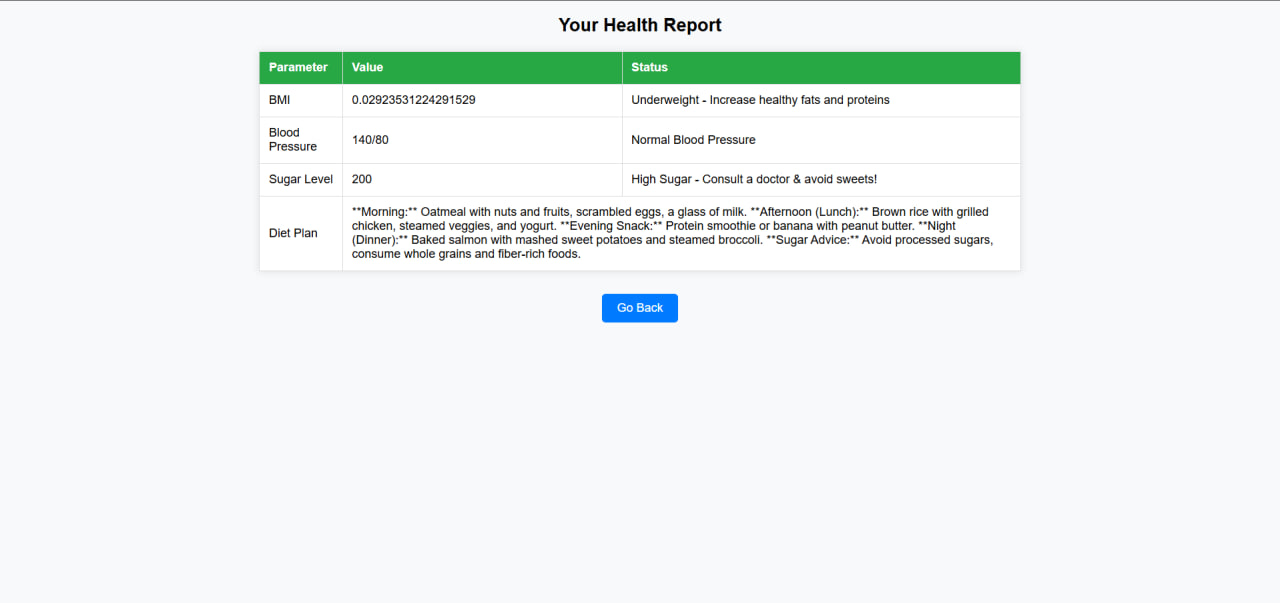 Your Health Report
Parameter Value Status
BMI 0.02923531224291529 Underweight - Increase healthy fats and proteins
Blood
Pressure 140/80 Normal Blood Pressure
Sugar Level 200 High Sugar - Consult a doctor & avoid sweets!
Diet Plan
**Morning:** Oatmeal with nuts and fruits, scrambled eggs, a glass of milk. **Afternoon (Lunch):** Brown rice with grilled
chicken, steamed veggies, and yogurt. **Evening Snack:** Protein smoothie or banana with peanut butter. **Night
(Dinner):** Baked salmon with mashed sweet potatoes and steamed broccoli. **Sugar Advice:** Avoid processed sugars,
consume whole grains and fiber-rich foods.
Go Back